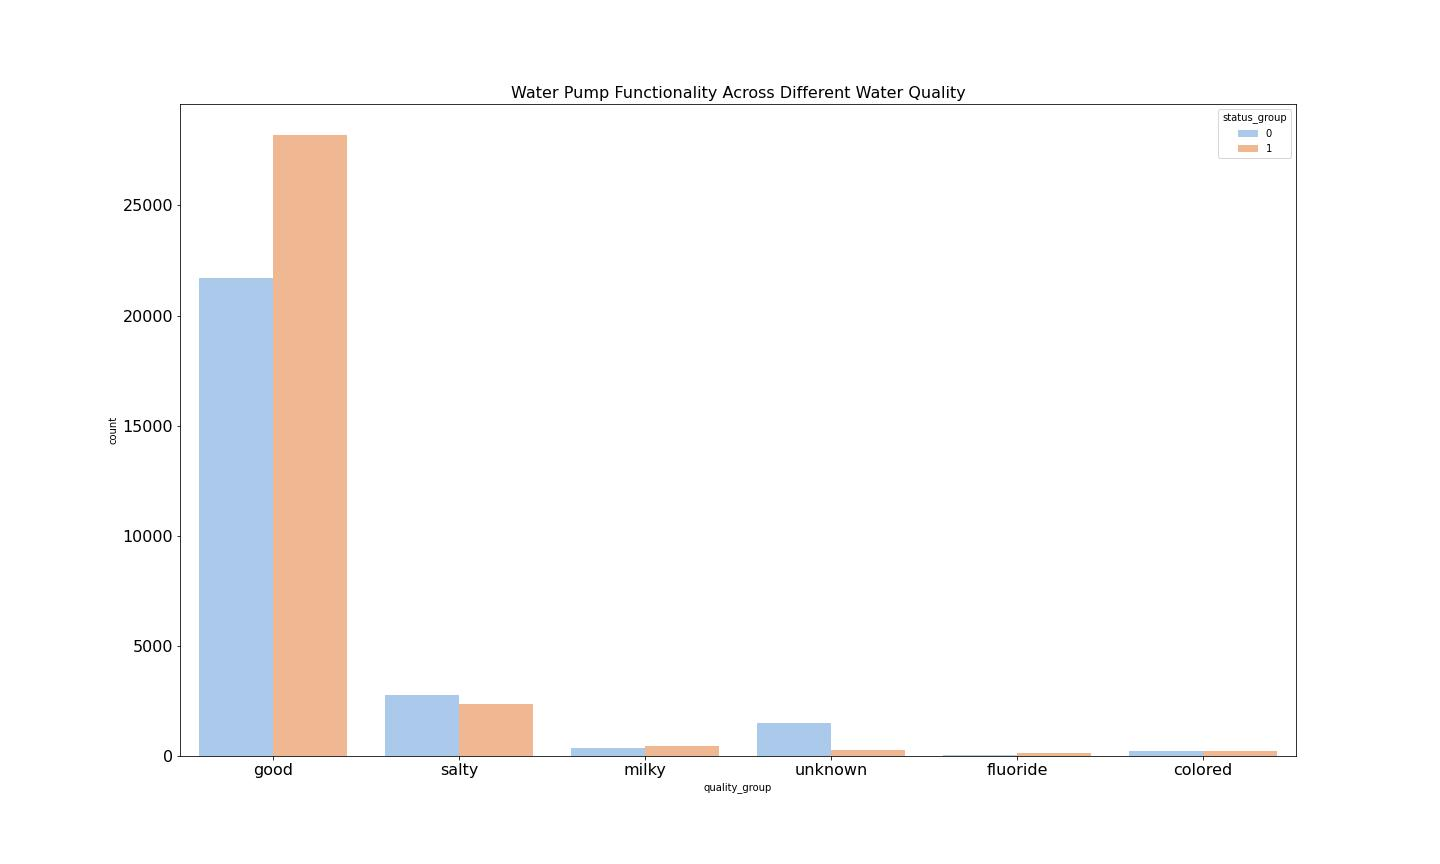 Water Pump Functionality Across Different Water Quality
status_group
0
1
25000
20000
15000
10000
5000
0
count
good salty milky unknown fluoride colored
quality_group